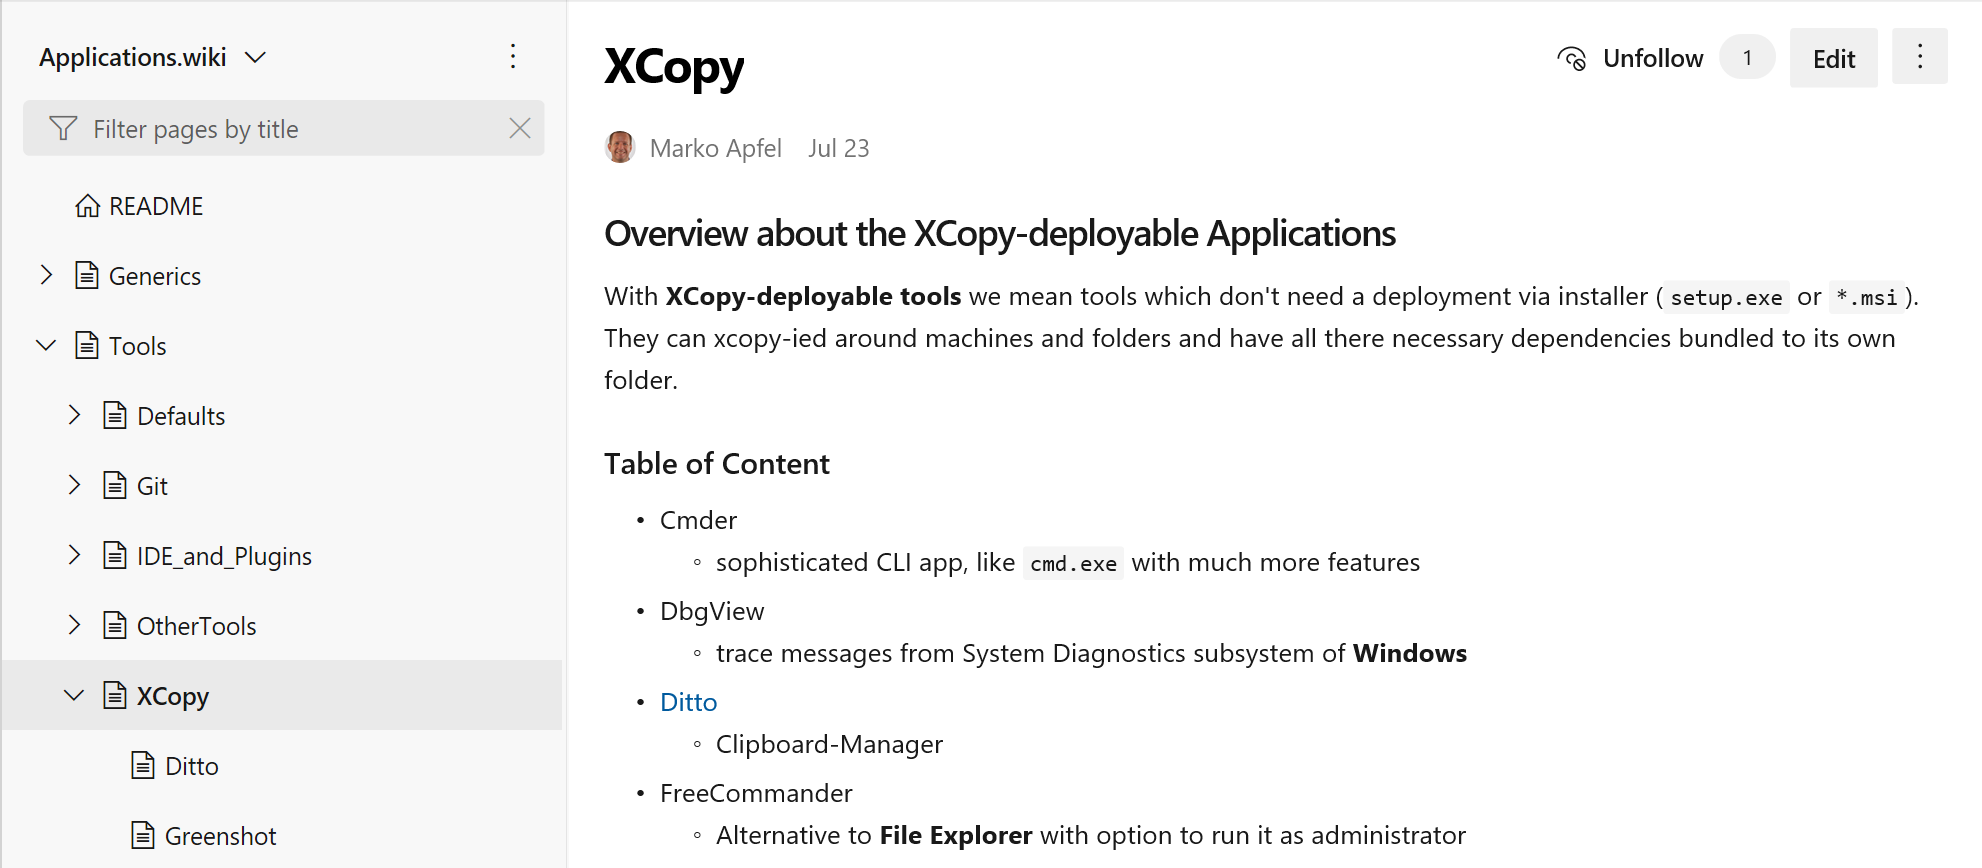 Applications.wiki
Filter pages by title
README
Generics
Tools
Defaults
Git
IDE_and_Plugins
OtherTools
XCopy
Ditto
Greenshot
XCopy
Unfollow 1 Edit
Marko Apfel Jul 23
Overview about the XCopy-deployable Applications
With XCopy-deployable tools we mean tools which don't need a deployment via installer ( setup.exe or *.msi ).
They can xcopy-ied around machines and folders and have all there necessary dependencies bundled to its own
folder.
Table of Content
• Cmder
◦ sophisticated CLI app, like cmd.exe with much more features
• DbgView
◦ trace messages from System Diagnostics subsystem of Windows
• Ditto
◦ Clipboard-Manager
• FreeCommander
◦ Alternative to File Explorer with option to run it as administrator